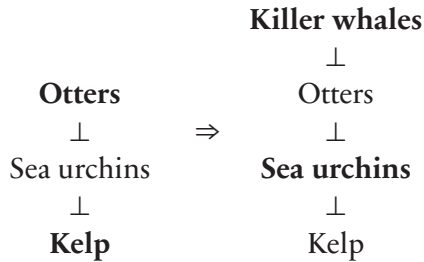 Killer whales
⊥
Otters Otters
⊥ ⇒ ⊥
Sea urchins Sea urchins
⊥ ⊥
Kelp Kelp